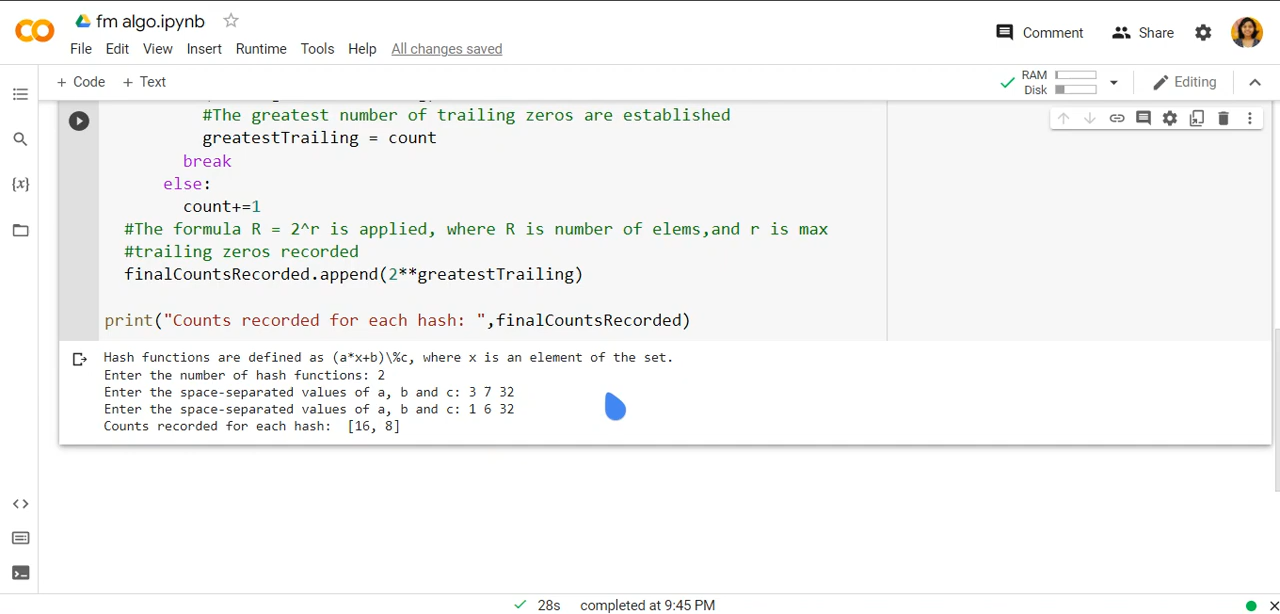 fm algo.ipynb
File Edit View Insert Runtime Tools Help All changes saved
Comment Share
+ Code + Text
RAM
Disk
Editing
{x}
#The greatest number of trailing zeros are established
greatestTrailing = count
break
else:
count+=1
#The formula R = 2^r is applied, where R is number of elems,and r is max
#trailing zeros recorded
finalCountsRecorded.append(2**greatestTrailing)
print("Counts recorded for each hash: ",finalCountsRecorded)
Hash functions are defined as (a*x+b)\%c, where x is an element of the set.
Enter the number of hash functions: 2
Enter the space-separated values of a, b and c: 3 7 32
Enter the space-separated values of a, b and c: 1 6 32
Counts recorded for each hash:  [16, 8]
28s completed at 9:45 PM